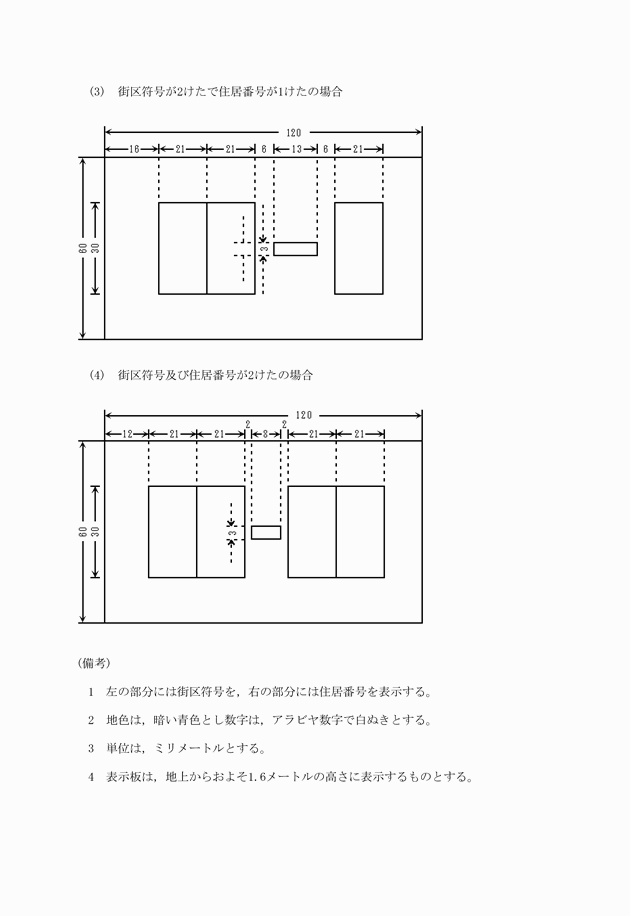 (3) 街区符号が2けたで住居番号が1けたの場合
120
16 21 21 6 13 6 21
60
30
3
(4) 街区符号及び住居番号が2けたの場合
120
2 2
12 21 21 8 21 21
60
30
3
(備考)
1 左の部分には街区符号を，右の部分には住居番号を表示する。
2 地色は，暗い青色とし数字は，アラビヤ数字で白ぬきとする。
3 単位は，ミリメートルとする。
4 表示板は，地上からおよそ1.6メートルの高さに表示するものとする。